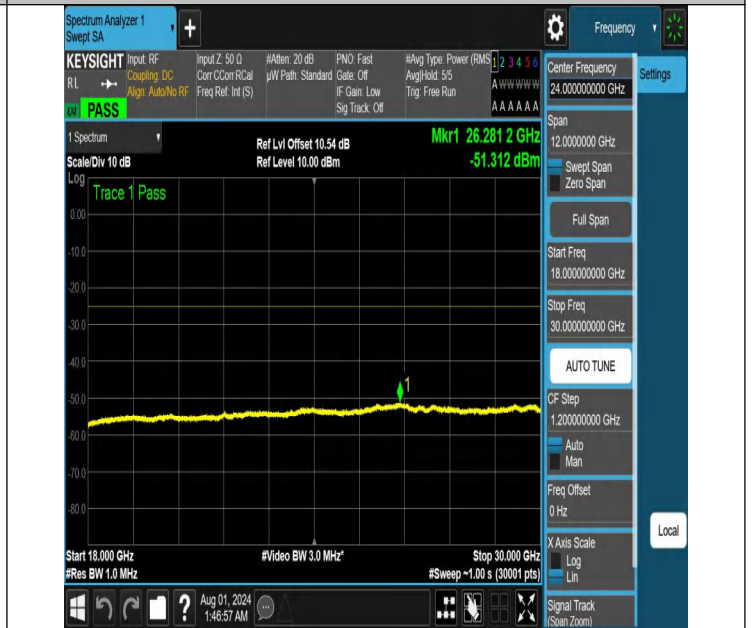 Spectrum Analyzer 1
Swept SA
+
Frequency
KEYSIGHT
RL
PASS
Input: RF
Coupling: DC
Align: Auto/No RF
Input Z: 50 Ω
Corr CCorr RCal
Freq Ref: Int (S)
#Atten: 20 dB
µW Path: Standard
PNO: Fast
Gate: Off
IF Gain: Low
Sig Track: Off
#Avg Type: Power (RMS
Avg|Hold: 5/5
Trig: Free Run
1 2 3 4 5 6
A W W W W W
A A A A A A
1 Spectrum
Scale/Div 10 dB
Log
Ref Lvl Offset 10.54 dB
Ref Level 10.00 dBm
Mkr1 26.281 2 GHz
-51.312 dBm
Trace 1 Pass
0.00
-10.0
-20.0
-30.0
-40.0
-50.0
-60.0
-70.0
-80.0
1
Start 18.000 GHz
#Res BW 1.0 MHz
#Video BW 3.0 MHz*
Stop 30.000 GHz
#Sweep ~1.00 s (30001 pts)
?
Aug 01, 2024
1:46:57 AM
Center Frequency
24.000000000 GHz
Span
12.0000000 GHz
Swept Span
Zero Span
Full Span
Start Freq
18.000000000 GHz
Stop Freq
30.000000000 GHz
AUTO TUNE
CF Step
1.200000000 GHz
Auto
Man
Freq Offset
0 Hz
X Axis Scale
Log
Lin
Signal Track
(Span Zoom)
Settings
Local